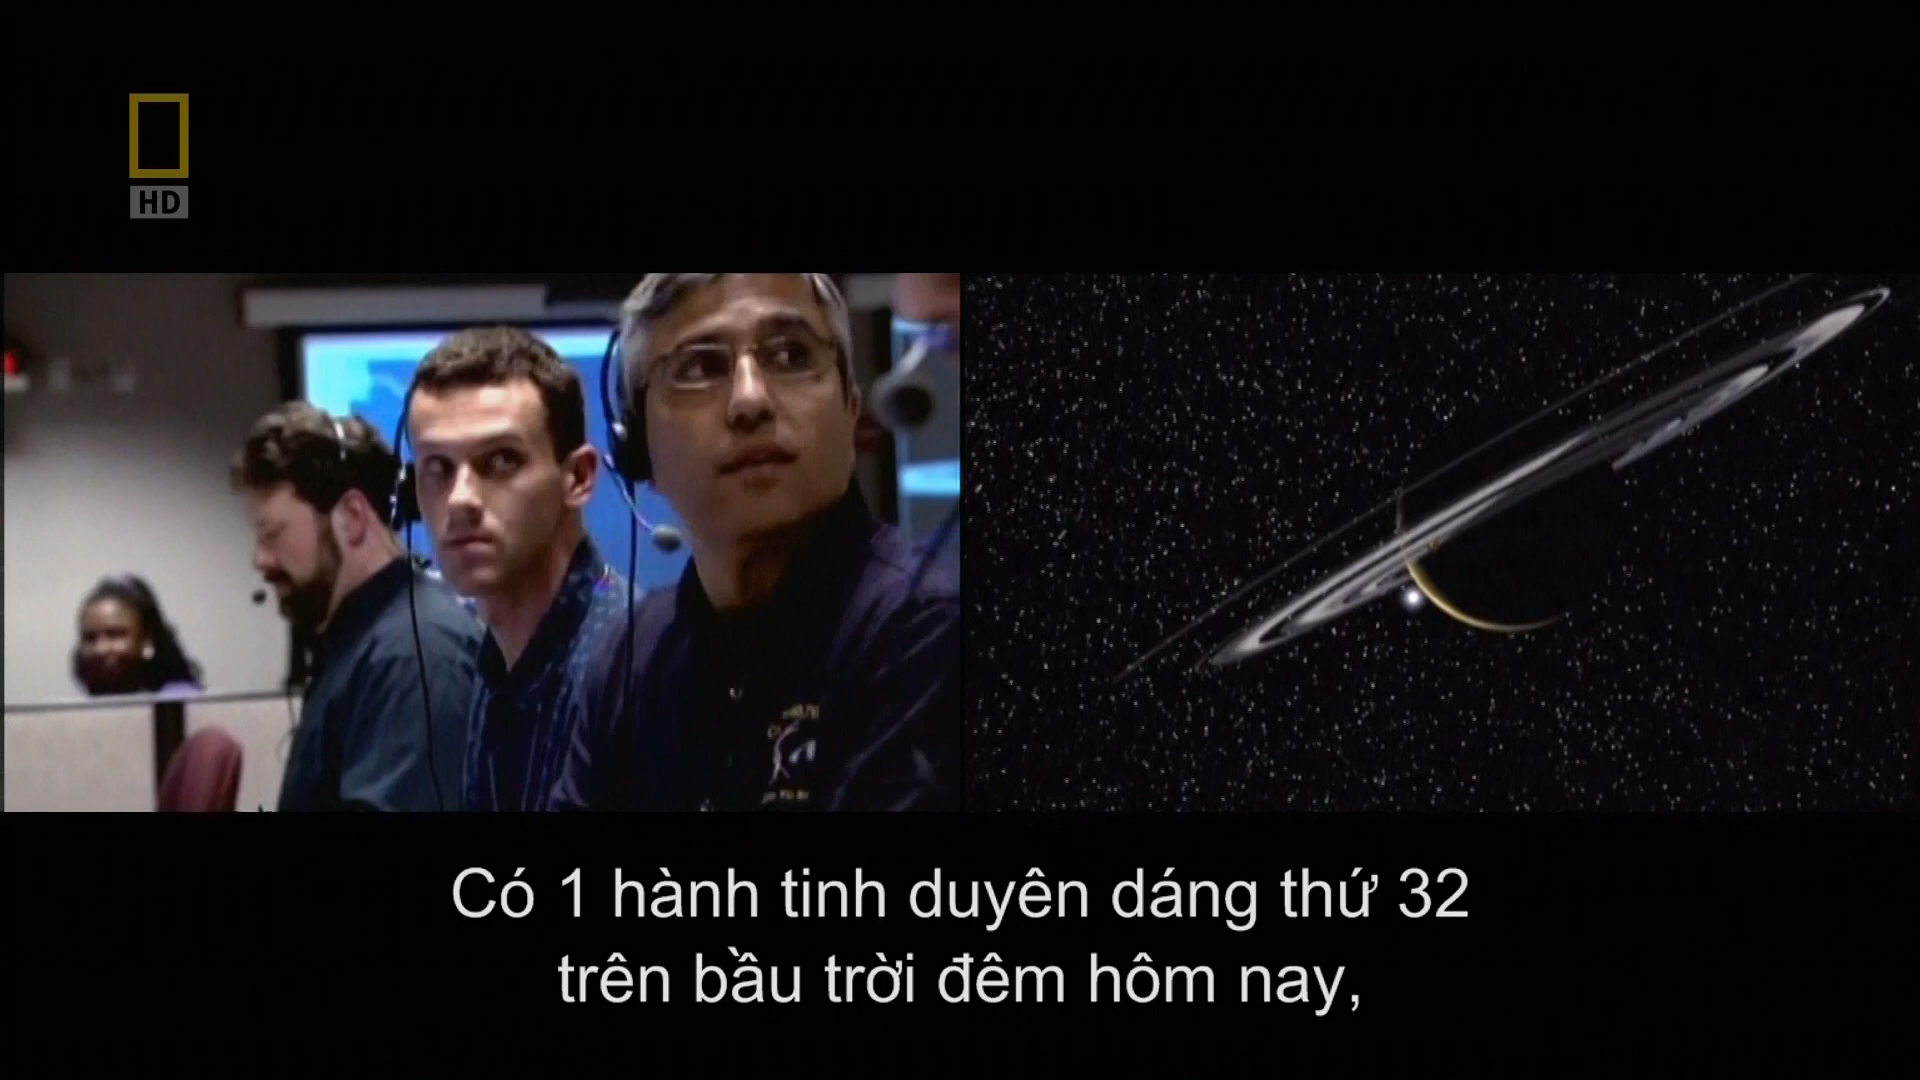 HD
Có 1 hành tinh duyên dáng thứ 32
trên bầu trời đêm hôm nay,